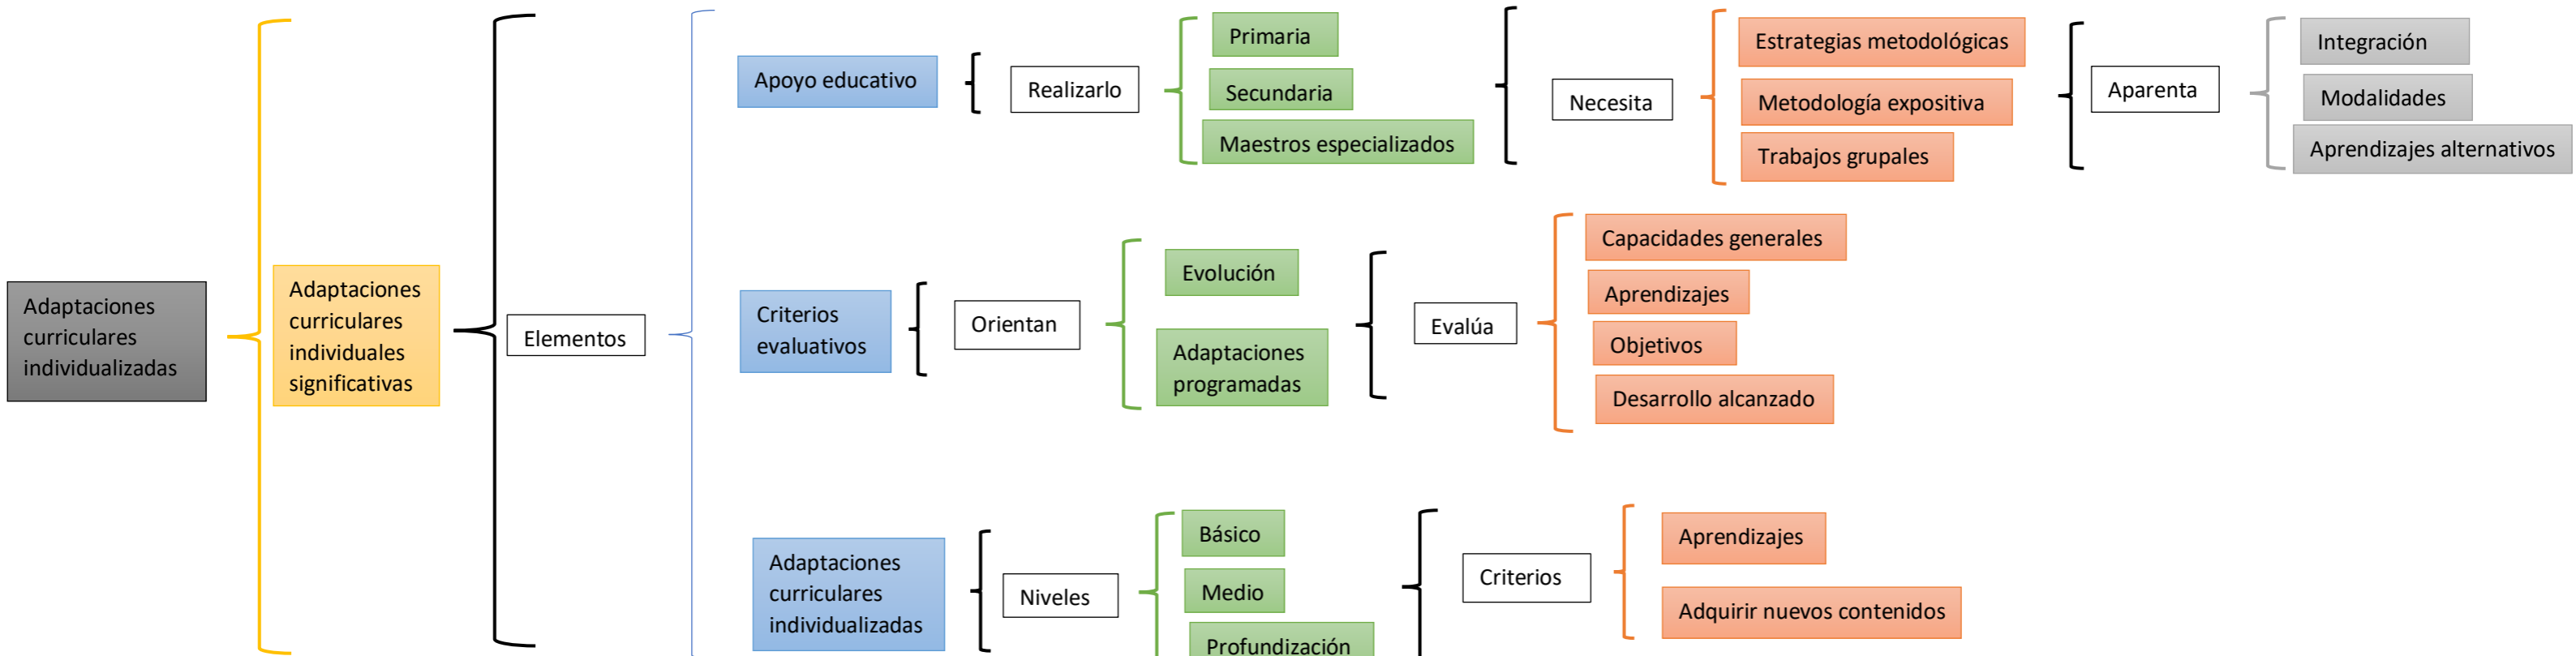 Adaptaciones
curriculares
individualizadas
Adaptaciones
curriculares
individuales
significativas
Elementos
Apoyo educativo
Realizarlo
Primaria
Secundaria
Maestros especializados
Necesita
Estrategias metodológicas
Metodología expositiva
Trabajos grupales
Aparenta
Integración
Modalidades
Aprendizajes alternativos
Criterios
evaluativos
Orientan
Evolución
Adaptaciones
programadas
Evalúa
Capacidades generales
Aprendizajes
Objetivos
Desarrollo alcanzado
Adaptaciones
curriculares
individualizadas
Niveles
Básico
Medio
Profundización
Criterios
Aprendizajes
Adquirir nuevos contenidos